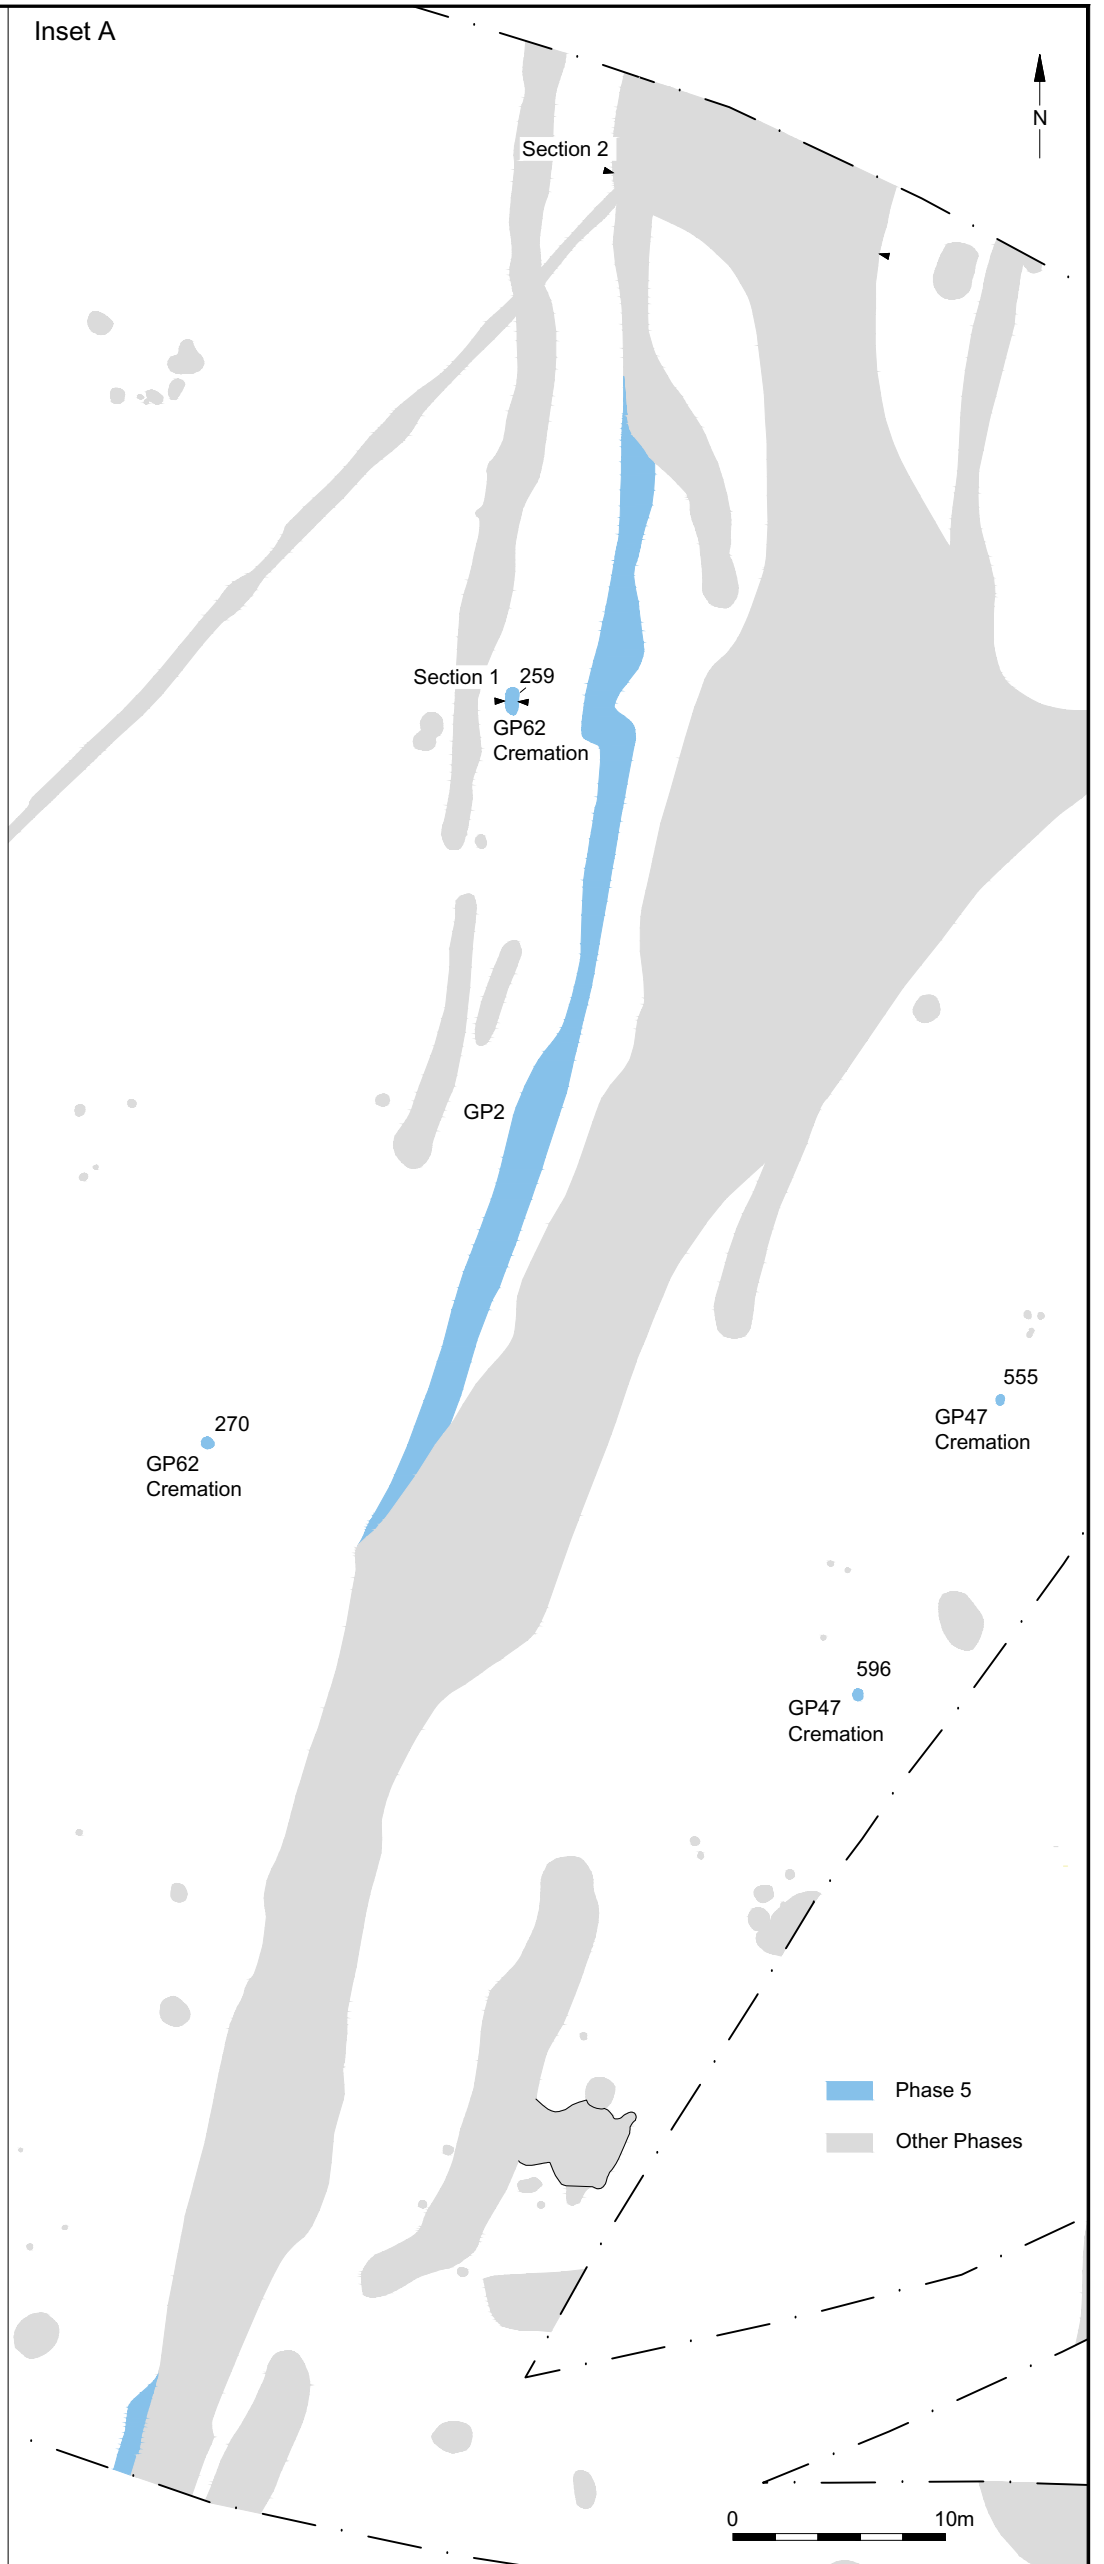 Inset A
N
Section 2
Section 1
259
GP62
Cremation
GP2
555
GP47
Cremation
270
GP62
Cremation
596
GP47
Cremation
Phase 5
Other Phases
0
10m